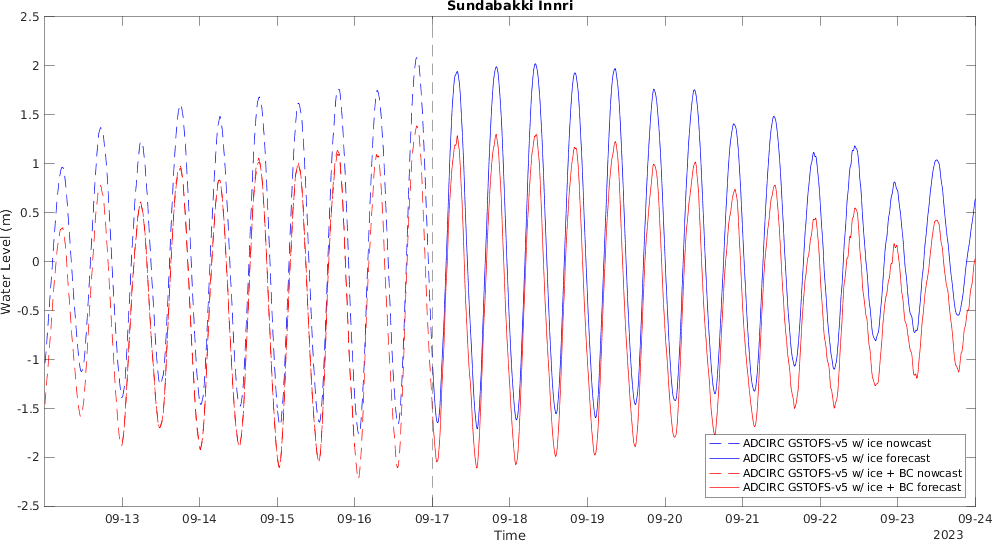 Sundabakki Innri
2.5
2
1.5
1
0.5
0
-0.5
-1
-1.5
-2
-2.5
Water Level (m)
ADCIRC GSTOFS-v5 w/ ice nowcast
ADCIRC GSTOFS-v5 w/ ice forecast
ADCIRC GSTOFS-v5 w/ ice + BC nowcast
ADCIRC GSTOFS-v5 w/ ice + BC forecast
09-13 09-14 09-15 09-16 09-17 09-18 09-19 09-20 09-21 09-22 09-23 09-24
Time
2023